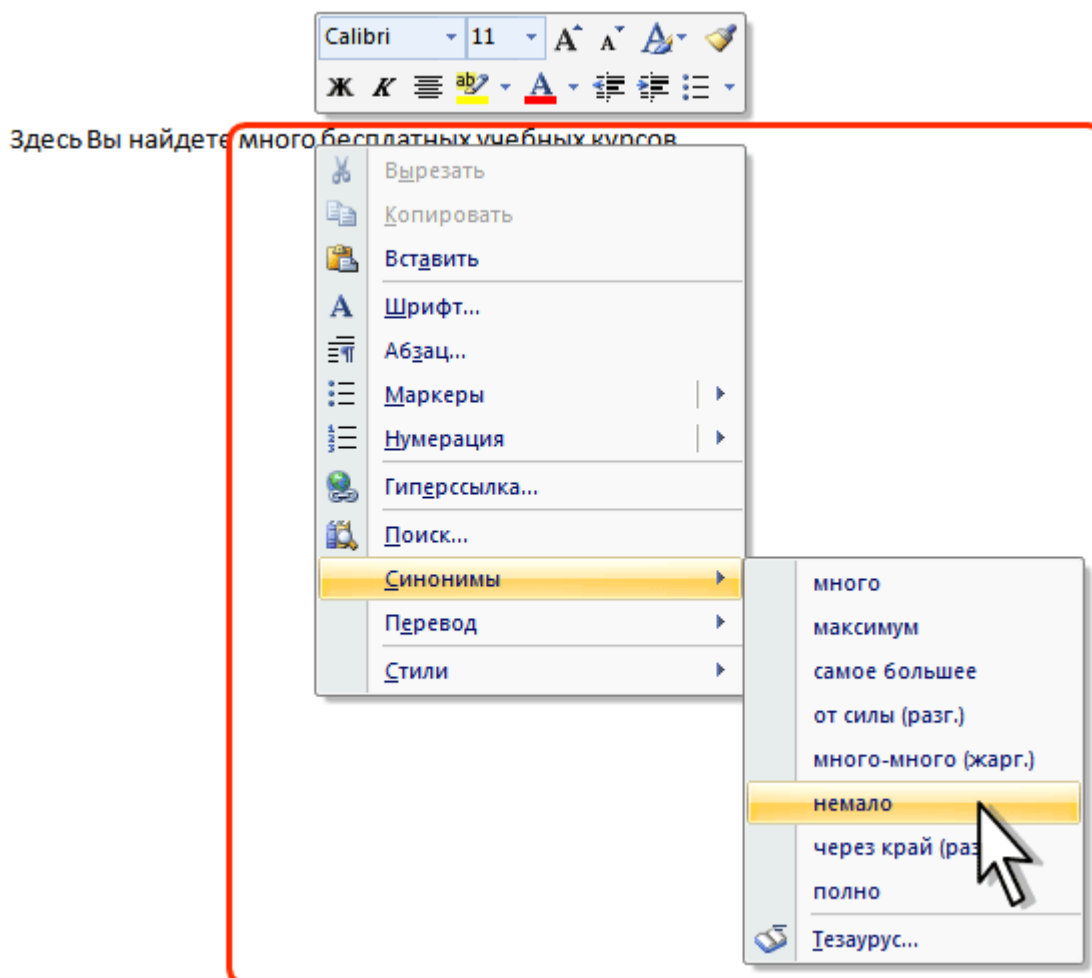 Calibri 11 A A A
Ж К ab A
Здесь Вы найдете много бесплатных учебных курсов
Вырезать
Копировать
Вставить
Шрифт...
Абзац...
Маркеры
Нумерация
Гиперссылка...
Поиск...
Синонимы
Перевод
Стили
много
максимум
самое большее
от силы (разг.)
много-много (жарг.)
немало
через край (раз
полно
Тезаурус...